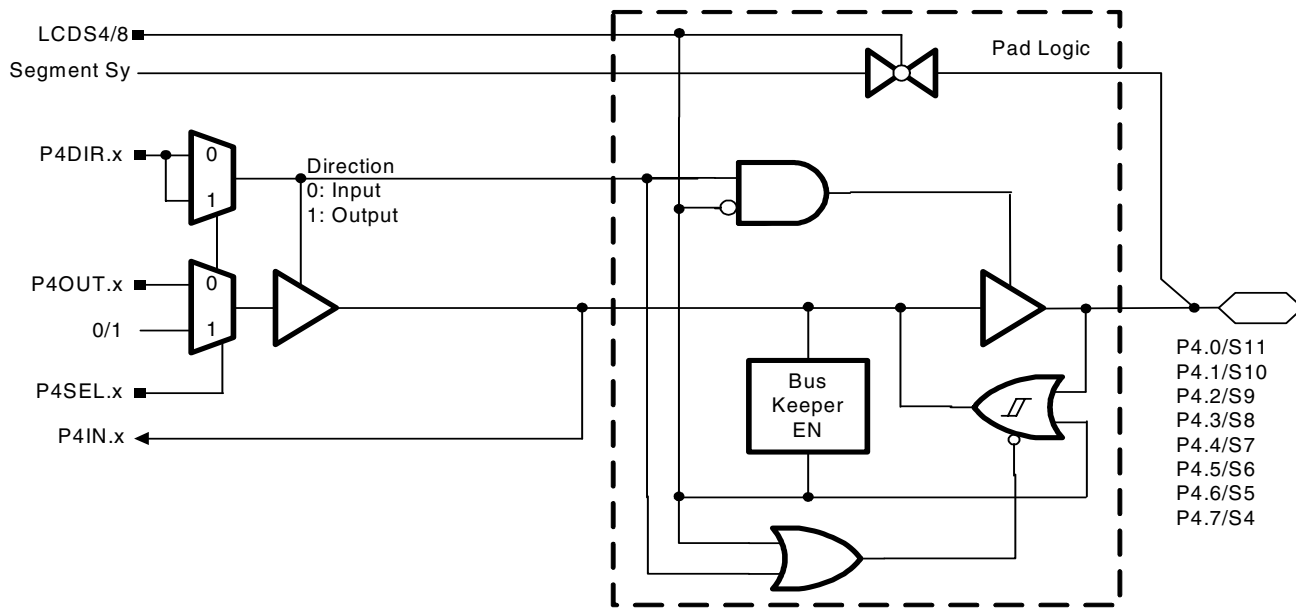 LCDS4/8
Pad Logic
Segment Sy
P4DIR.x
0
1
Direction
0: Input
1: Output
P4OUT.x
0
0/1
1
P4SEL.x
P4IN.x
Bus
Keeper
EN
P4.0/S11
P4.1/S10
P4.2/S9
P4.3/S8
P4.4/S7
P4.5/S6
P4.6/S5
P4.7/S4